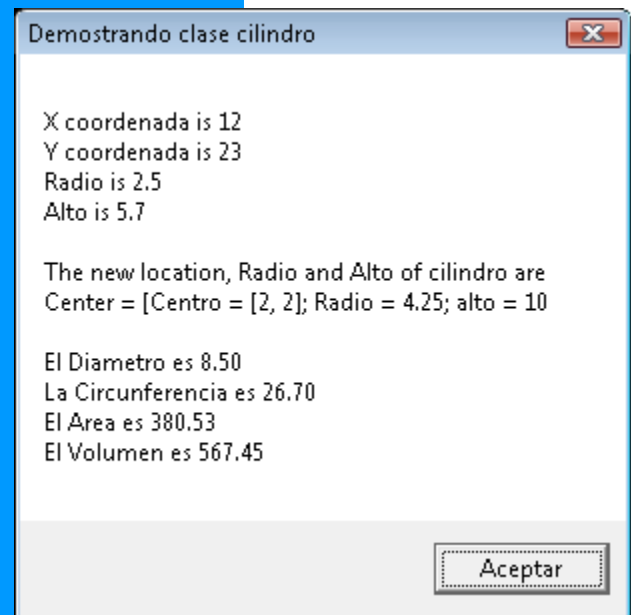 Demostrando clase cilindro
X coordenada is 12
Y coordenada is 23
Radio is 2.5
Alto is 5.7
The new location, Radio and Alto of cilindro are
Center = [Centro = [2, 2]; Radio = 4.25; alto = 10
El Diametro es 8.50
La Circunferencia es 26.70
El Area es 380.53
El Volumen es 567.45
Aceptar